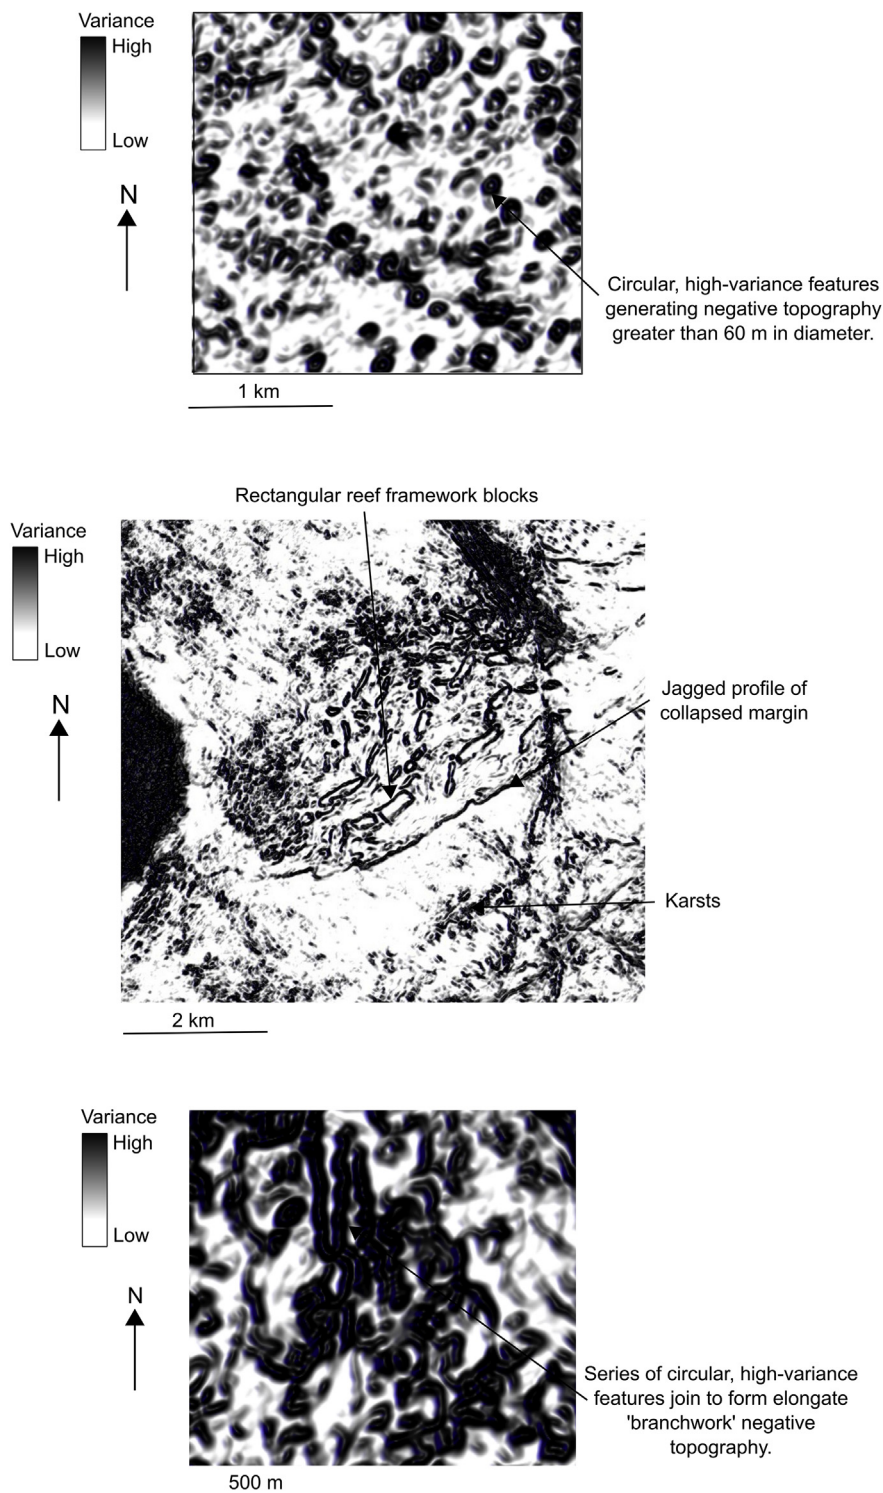 Variance
High
Low
N
Circular, high-variance features
generating negative topography
greater than 60 m in diameter.
1 km
Rectangular reef framework blocks
Variance
High
Low
N
Jagged profile of
collapsed margin
Karsts
2 km
Variance
High
Low
N
Series of circular, high-variance
features join to form elongate
'branchwork' negative
topography.
500 m